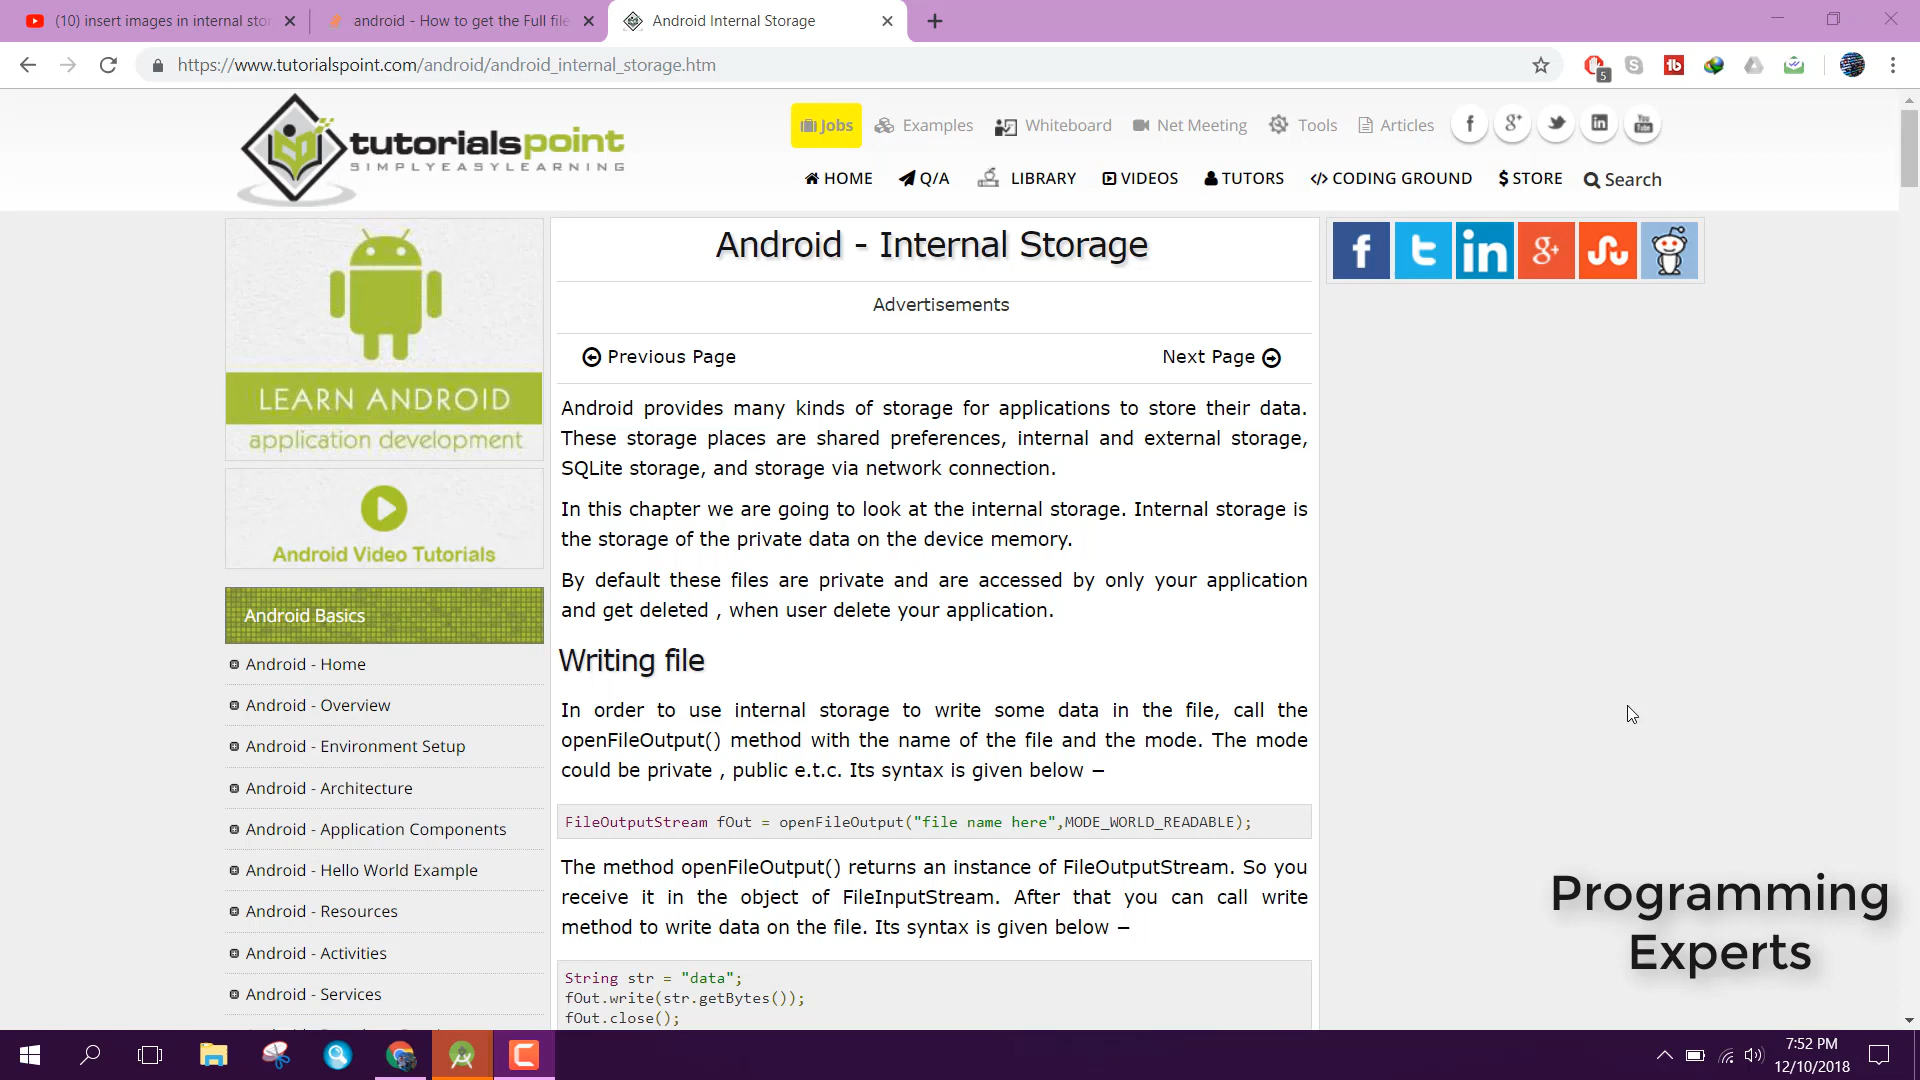 (10) insert images in internal stor
android - How to get the Full file
Android Internal Storage
https://www.tutorialspoint.com/android/android_internal_storage.htm
5
tutorialspoint
SIMPLYEASYLEARNING
Jobs
Examples
Whiteboard
Net Meeting
Tools
Articles
HOME
Q/A
LIBRARY
VIDEOS
TUTORS
</> CODING GROUND
$ STORE
Search
LEARN ANDROID
application development
Android Video Tutorials
Android Basics
Android - Home
Android - Overview
Android - Environment Setup
Android - Architecture
Android - Application Components
Android - Hello World Example
Android - Resources
Android - Activities
Android - Services
Android - Internal Storage
Advertisements
Previous Page
Next Page
Android provides many kinds of storage for applications to store their data.
These storage places are shared preferences, internal and external storage,
SQLite storage, and storage via network connection.
In this chapter we are going to look at the internal storage. Internal storage is
the storage of the private data on the device memory.
By default these files are private and are accessed by only your application
and get deleted , when user delete your application.
Writing file
In order to use internal storage to write some data in the file, call the
openFileOutput() method with the name of the file and the mode. The mode
could be private , public e.t.c. Its syntax is given below −
FileOutputStream fOut = openFileOutput("file name here",MODE_WORLD_READABLE);
The method openFileOutput() returns an instance of FileOutputStream. So you
receive it in the object of FileInputStream. After that you can call write
method to write data on the file. Its syntax is given below −
String str = "data";
fOut.write(str.getBytes());
fOut.close();
Programming
Experts
7:52 PM
12/10/2018